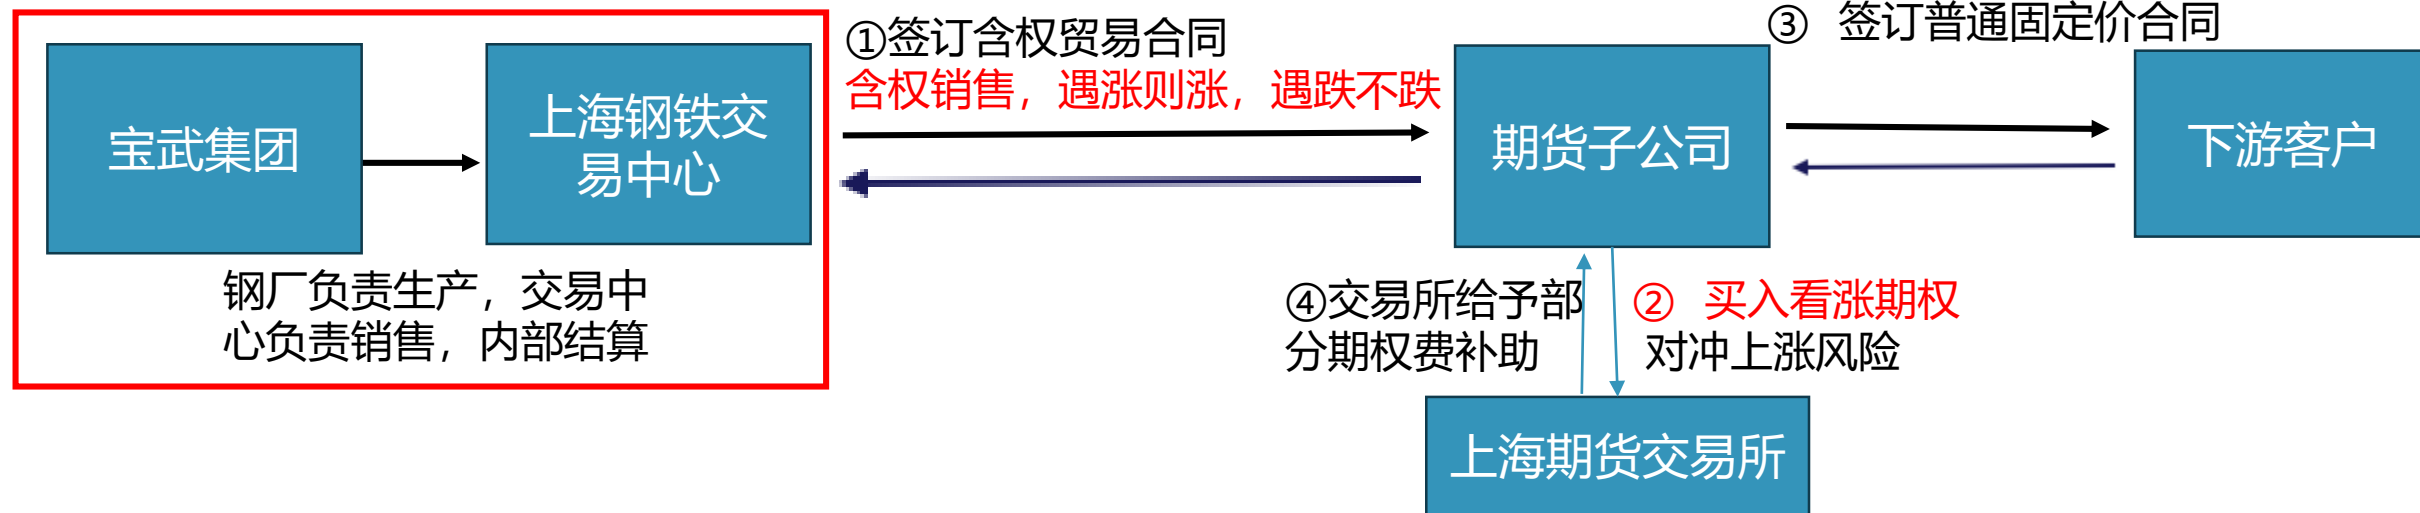 宝武集团
上海钢铁交
易中心
钢厂负责生产，交易中
心负责销售，内部结算
①签订含权贸易合同
含权销售，遇涨则涨，遇跌不跌
期货子公司
③ 签订普通固定价合同
下游客户
④交易所给予部
分期权费补助
② 买入看涨期权
对冲上涨风险
上海期货交易所